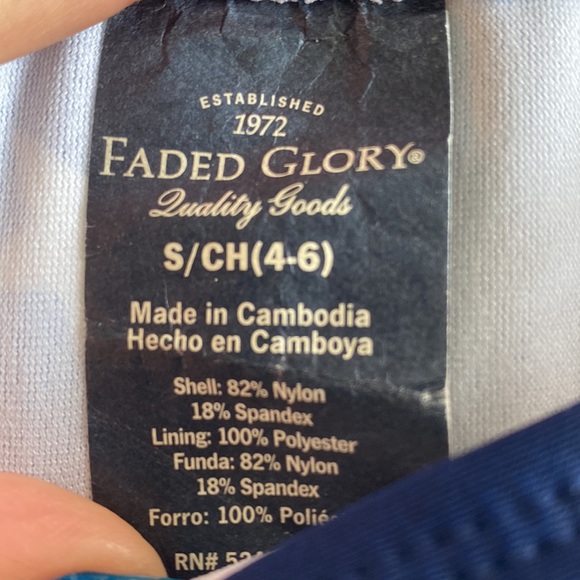 ESTABLISHED
1972
FADED GLORY®
Quality Goods
S/CH(4-6)
Made in Cambodia
Hecho en Camboya
Shell: 82% Nylon
18% Spandex
Lining: 100% Polyester
Funda: 82% Nylon
18% Spandex
Forro: 100%
RN#